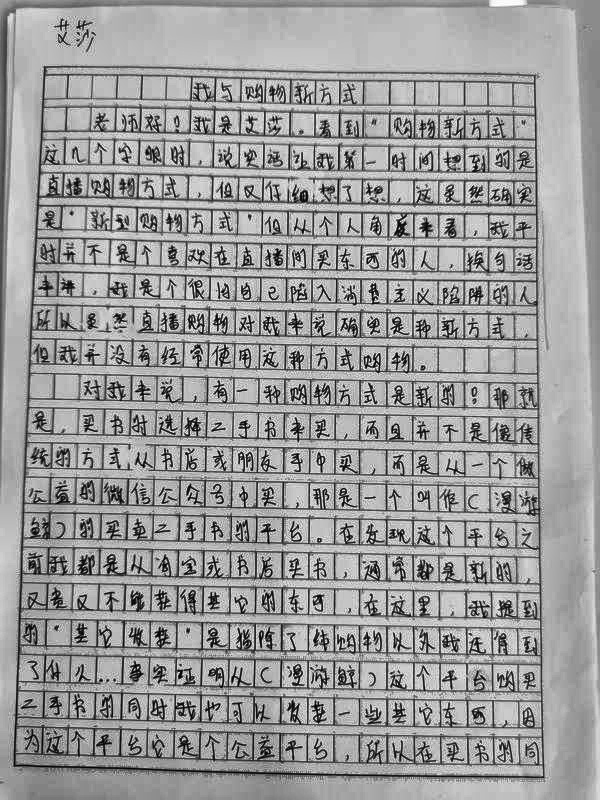 艾莎
我与购物新方式
老师好！我是艾莎。看到“购物新方式”
这几个字眼时，说实话让我第一时间想到的是
直播购物方式，但又仔细想了想，这虽然确实
是“新型购物方式”但从个人角度来看，我平
时并不是个喜欢在直播间买东西的人，换句话
来讲，我是个很怕自己陷入消费主义陷阱的人。
所以虽然直播购物对我来说确实是种新方式，
但我并没有经常使用这种方式购物。
对我来说，有一种购物方式是新的！那就
是，买书时选择二手书来买，而且并不是像传
统的方式从书店或朋友手中买，而是从一个做
公益的微信公众号中买，那是一个叫作（漫游
鲸）的买卖二手书的平台。在发现这个平台之
前我都是从淘宝或书店买书，通常都是新的，
又贵又不能获得其它的东西，在这里，我提到
的“其它收获”是指除了纯购物以外我还得到
了什么...事实证明从（漫游鲸）这个平台购买
二手书的同时我也可以收获一些其它东西，因
为这个平台它是个公益平台，所以在买书的同